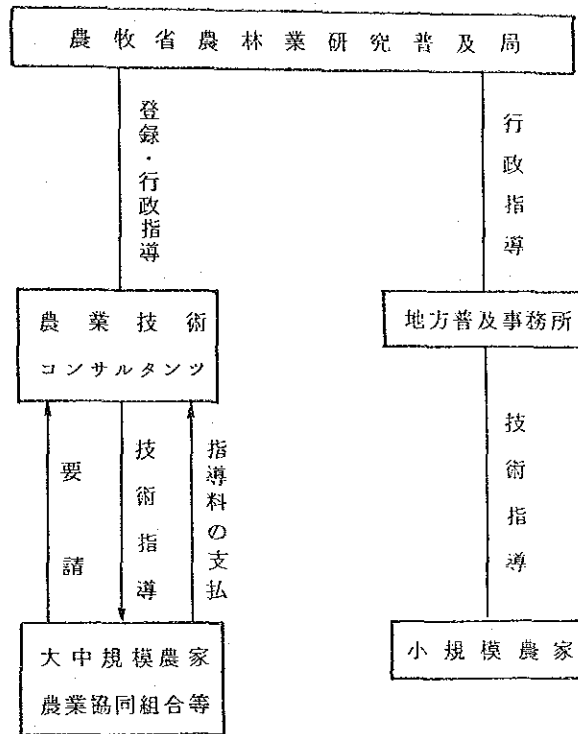 農牧省農林業研究普及局
登録・行政指導
行政指導
農業技術
コンサルタンツ
地方普及事務所
要請
技術指導
指導料の支払
技術指導
大中規模農家
農業協同組合等
小規模農家